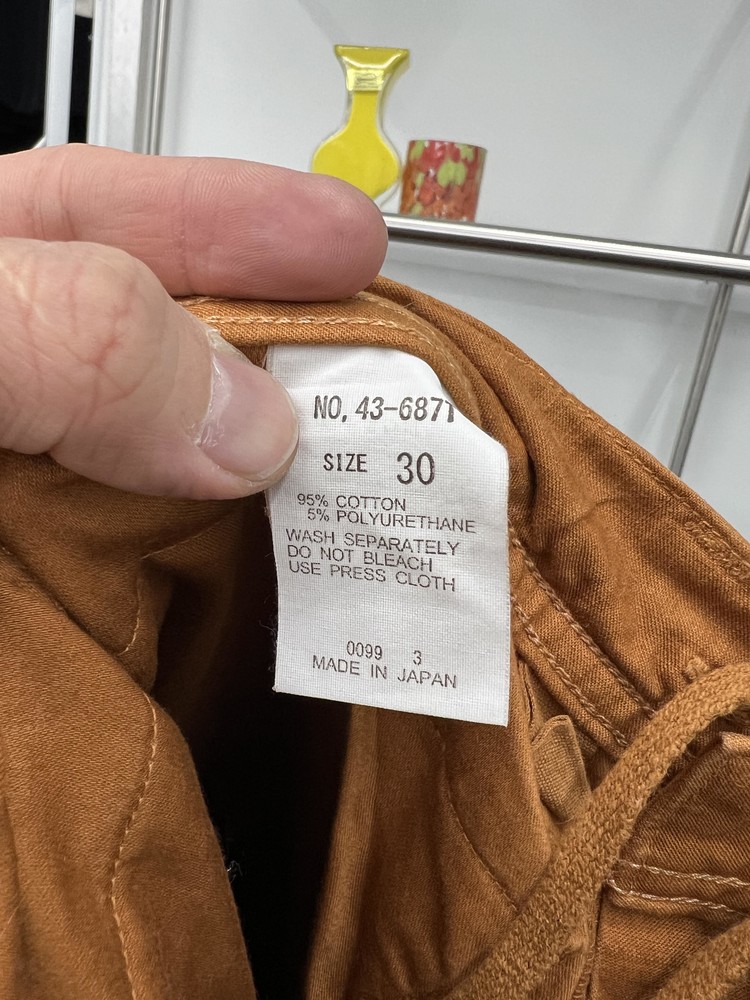 NO. 43-6871
SIZE 30
95% COTTON
5% POLYURETHANE
WASH SEPARATELY
DO NOT BLEACH
USE PRESS CLOTH
0099 3
MADE IN JAPAN